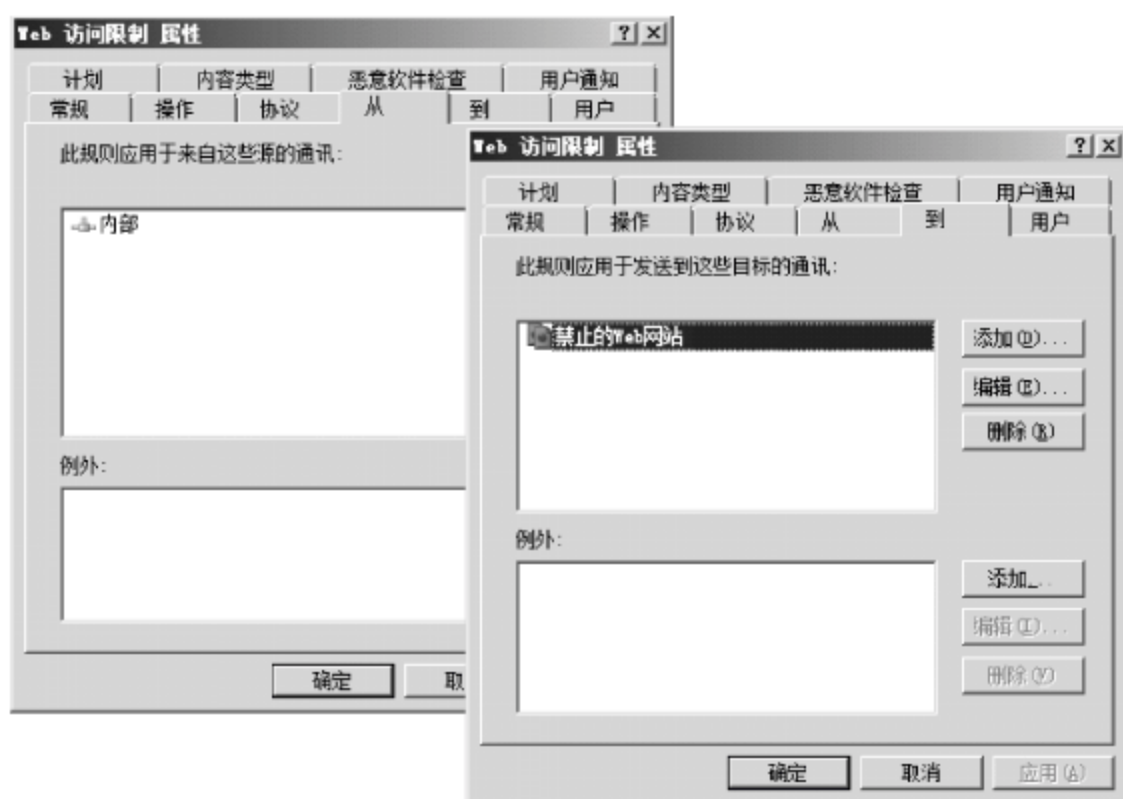 Web 访问限制 属性
计划 内容类型 恶意软件检查 用户通知
常规 操作 协议 从 到 用户
此规则应用于来自这些源的通讯:
内部
例外:
确定 取
Web 访问限制 属性
计划 内容类型 恶意软件检查 用户通知
常规 操作 协议 从 到 用户
此规则应用于发送到这些目标的通讯:
禁止的Web网站
添加(D)...
编辑(E)...
删除(R)
例外:
添加...
编辑(I)...
删除(V)
确定 取消 应用(A)